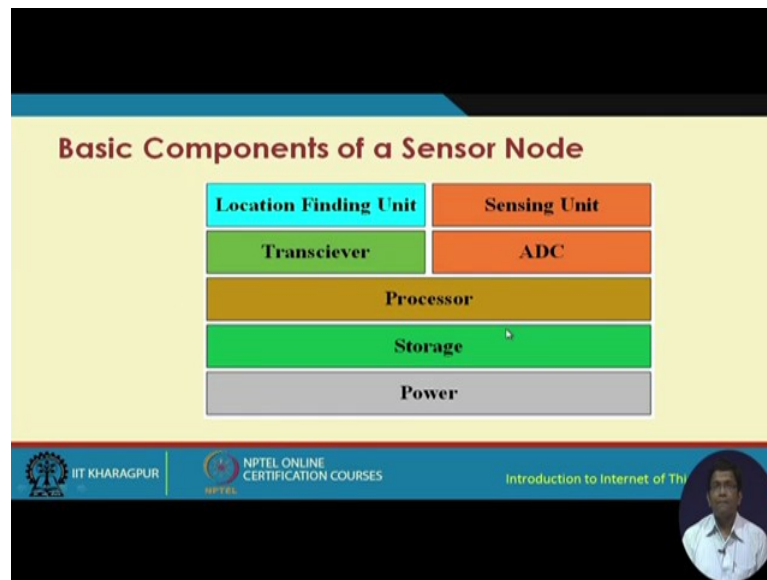 Basic Components of a Sensor Node
Location Finding Unit
Sensing Unit
Transciever
ADC
Processor
Storage
Power
IIT KHARAGPUR
NPTEL
NPTEL ONLINE
CERTIFICATION COURSES
Introduction to Internet of Thi